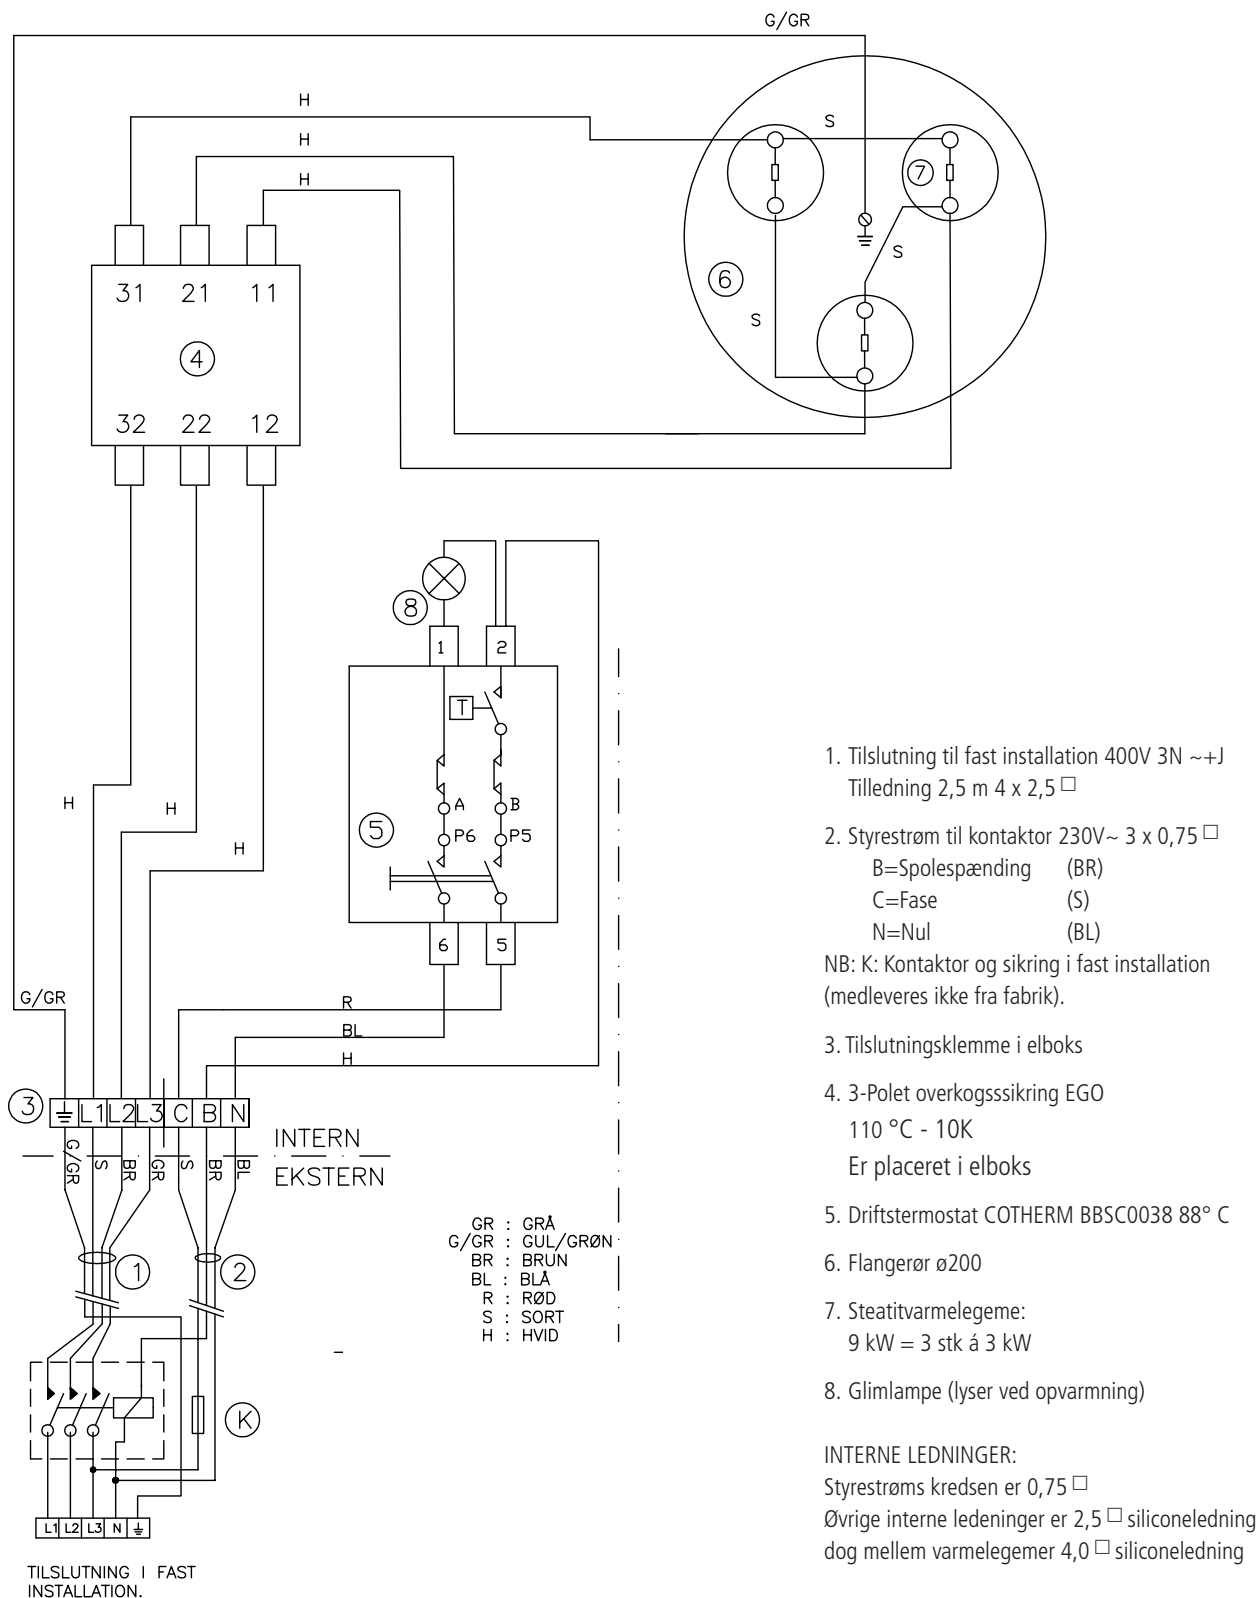 G/GR
H
H
H
S
7
S
6
S
31 21 11
4
32 22 12
8
1 2
T
A B
5 P6 P5
H H
H
6 5
G/GR
R
BL
H
3 L1 L2 L3 C B N
INTERN
G/GR S BR GR S BR BL
EKSTERN
1 2
GR : GRÅ
G/GR : GUL/GRØN
BR : BRUN
BL : BLÅ
R : RØD
S : SORT
H : HVID
K
L1 L2 L3 N
TILSLUTNING I FAST
INSTALLATION.
1. Tilslutning til fast installation 400V 3N ~+J
Tilledning 2,5 m 4 x 2,5 □
2. Styrestrøm til kontaktor 230V~ 3 x 0,75 □
B=Spolespænding (BR)
C=Fase (S)
N=Nul (BL)
NB: K: Kontaktor og sikring i fast installation
(medleveres ikke fra fabrik).
3. Tilslutningsklemme i elboks
4. 3-Polet overkogsssikring EGO
110 °C - 10K
Er placeret i elboks
5. Driftstermostat COTHERM BBSC0038 88° C
6. Flangerør ø200
7. Steatitvarmelegeme:
9 kW = 3 stk á 3 kW
8. Glimlampe (lyser ved opvarmning)
INTERNE LEDNINGER:
Styrestrøms kredsen er 0,75 □
Øvrige interne ledeninger er 2,5 □ siliconeledning
dog mellem varmelegemer 4,0 □ siliconeledning